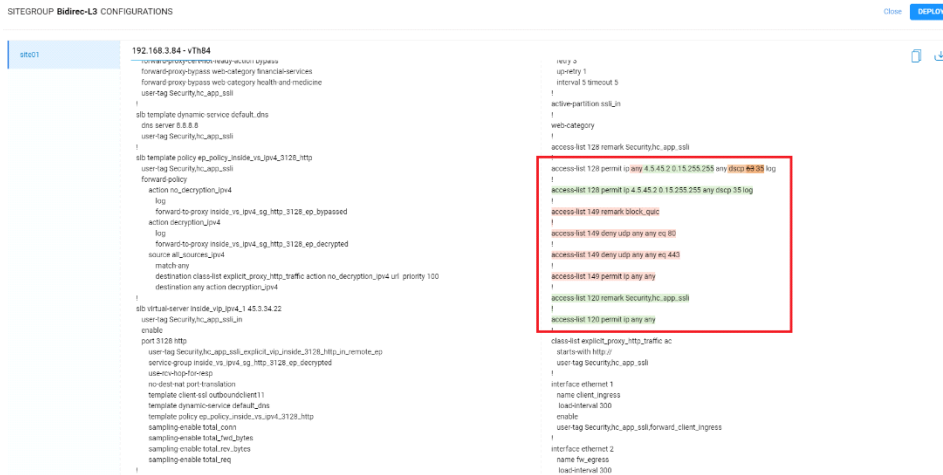 SITEGROUP Bidirec-L3 CONFIGURATIONS
Close
DEPLOY
site01
192.168.3.84 - vTh84
forward-proxy-cert-not-ready-action bypass
forward-proxy-bypass web-category financial-services
forward-proxy-bypass web-category health-and-medicine
user-tag Security,hc_app_ssli
!
slb template dynamic-service default_dns
dns server 8.8.8.8
user-tag Security,hc_app_ssli
!
slb template policy ep_policy_inside_vs_ipv4_3128_http
user-tag Security,hc_app_ssli
forward-policy
action no_decryption_ipv4
log
forward-to-proxy inside_vs_ipv4_sg_http_3128_ep_bypassed
action decryption_ipv4
log
forward-to-proxy inside_vs_ipv4_sg_http_3128_ep_decrypted
source all_sources_ipv4
match-any
destination class-list explicit_proxy_http_traffic action no_decryption_ipv4 url priority 100
destination any action decryption_ipv4
!
slb virtual-server inside_vip_ipv4_1 45.3.34.22
user-tag Security,hc_app_ssli_in
enable
port 3128 http
user-tag Security,hc_app_ssli_explicit_vip_inside_3128_http_in_remote_ep
service-group inside_vs_ipv4_sg_http_3128_ep_decrypted
use-rcv-hop-for-resp
no-dest-nat port-translation
template client-ssl outboundclient11
template dynamic-service default_dns
template policy ep_policy_inside_vs_ipv4_3128_http
sampling-enable total_conn
sampling-enable total_fwd_bytes
sampling-enable total_rev_bytes
sampling-enable total_req
!
retry 3
up-retry 1
interval 5 timeout 5
!
active-partition ssli_in
!
web-category
!
access-list 128 remark Security,hc_app_ssli
!
access-list 128 permit ip any 4.5.45.2 0.15.255.255 any dscp 63 35 log
!
access-list 128 permit ip 4.5.45.2 0.15.255.255 any dscp 35 log
!
access-list 149 remark block_quic
!
access-list 149 deny udp any any eq 80
!
access-list 149 deny udp any any eq 443
!
access-list 149 permit ip any any
!
access-list 120 remark Security,hc_app_ssli
!
access-list 120 permit ip any any
!
class-list explicit_proxy_http_traffic ac
starts-with http://
user-tag Security,hc_app_ssli
!
interface ethernet 1
name client_ingress
load-interval 300
enable
user-tag Security,hc_app_ssli,forward_client_ingress
!
interface ethernet 2
name fw_egress
load-interval 300